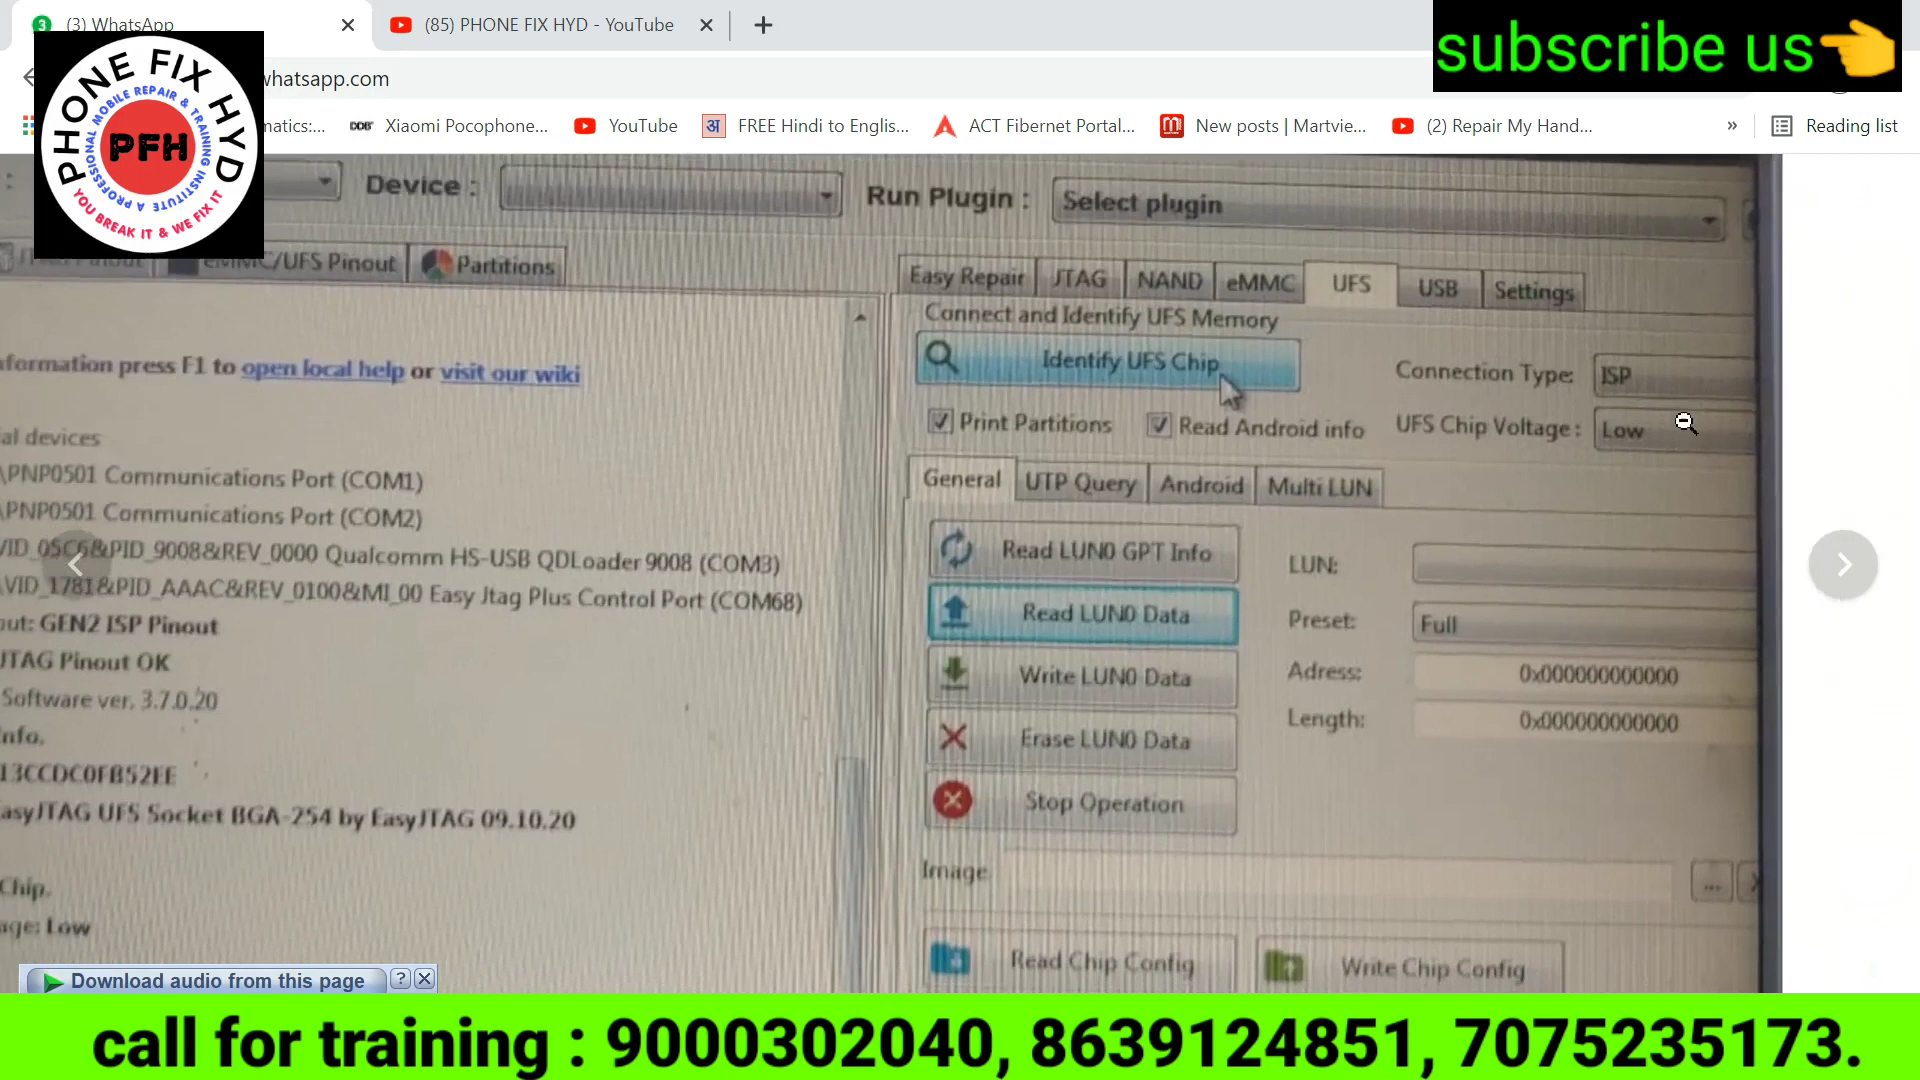 3
(3) WhatsApp
(85) PHONE FIX HYD - YouTube
subscribe us
whatsapp.com
matics:...
DDB
Xiaomi Pocophone...
YouTube
अ
FREE Hindi to Englis...
ACT Fibernet Portal...
New posts | Martvie...
(2) Repair My Hand...
»
Reading list
PHONE FIX HYD
A PROFESSIONAL MOBILE REPAIR & TRAINING INSTITUTE
PFH
YOU BREAK IT & WE FIX IT
Device :
Run Plugin :
Select plugin
eMMC/UFS Pinout
Partitions
Easy Repair
JTAG
NAND
eMMC
UFS
USB
Settings
Connect and Identify UFS Memory
Identify UFS Chip
Connection Type:
ISP
Print Partitions
Read Android info
UFS Chip Voltage :
Low
General
UTP Query
Android
Multi LUN
Read LUN0 GPT Info
LUN:
Read LUN0 Data
Preset:
Full
Write LUN0 Data
Adress:
0x000000000000
Erase LUN0 Data
Length:
0x000000000000
Stop Operation
Image
...
Read Chip Config
Write Chip Config
formation press F1 to open local help or visit our wiki
al devices
\PNP0501 Communications Port (COM1)
\PNP0501 Communications Port (COM2)
VID_05C6&PID_9008&REV_0000 Qualcomm HS-USB QDLoader 9008 (COM3)
\VID_1781&PID_AAAC&REV_0100&MI_00 Easy Jtag Plus Control Port (COM68)
out: GEN2 ISP Pinout
JTAG Pinout OK
Software ver. 3.7.0.20
nfo.
13CCDC0FB52EE
asyJTAG UFS Socket BGA-254 by EasyJTAG 09.10.20
Chip.
age: Low
Download audio from this page
?
call for training : 9000302040, 8639124851, 7075235173.